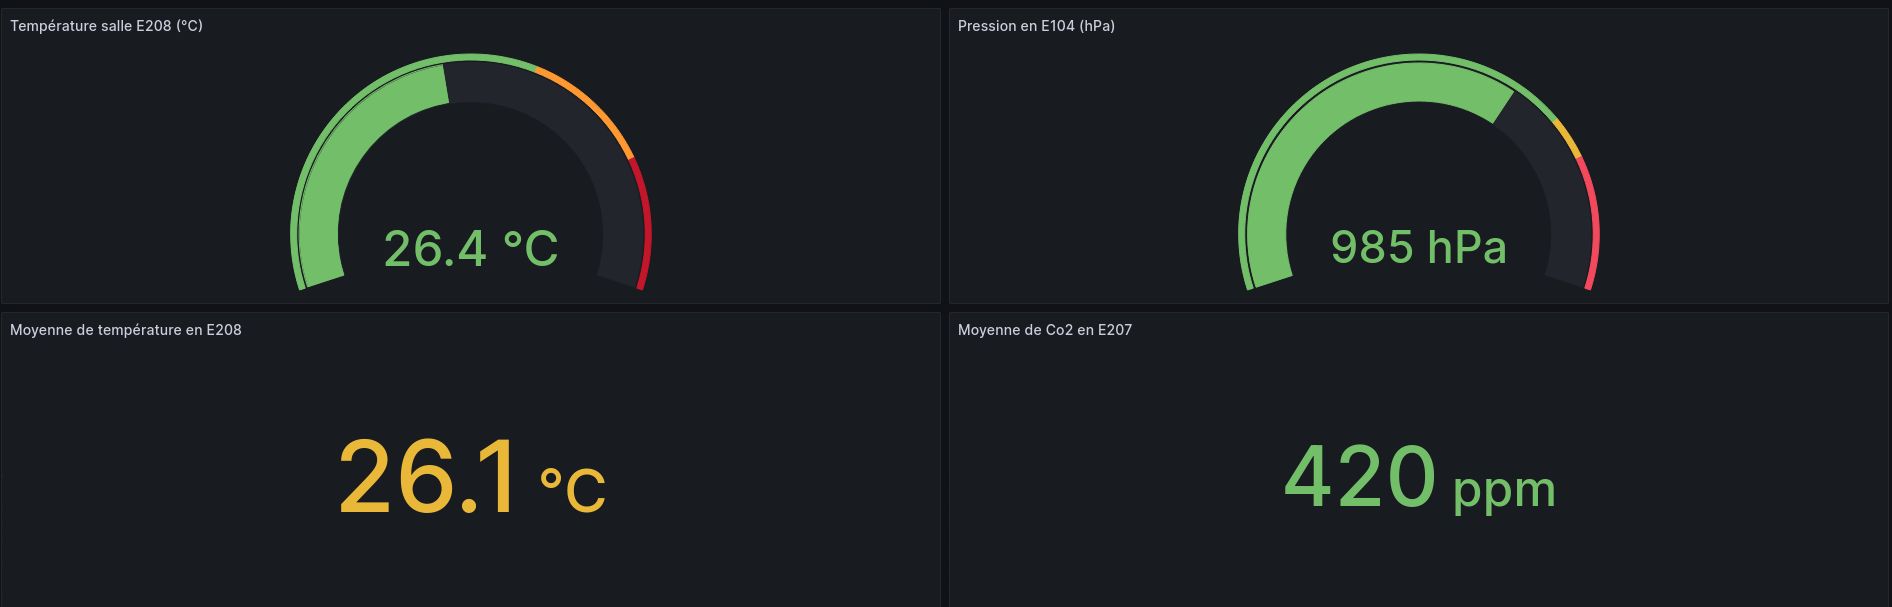 Température salle E208 (°C)
Pression en E104 (hPa)
26.4 °C
985 hPa
Moyenne de température en E208
Moyenne de Co2 en E207
26.1 °C
420 ppm